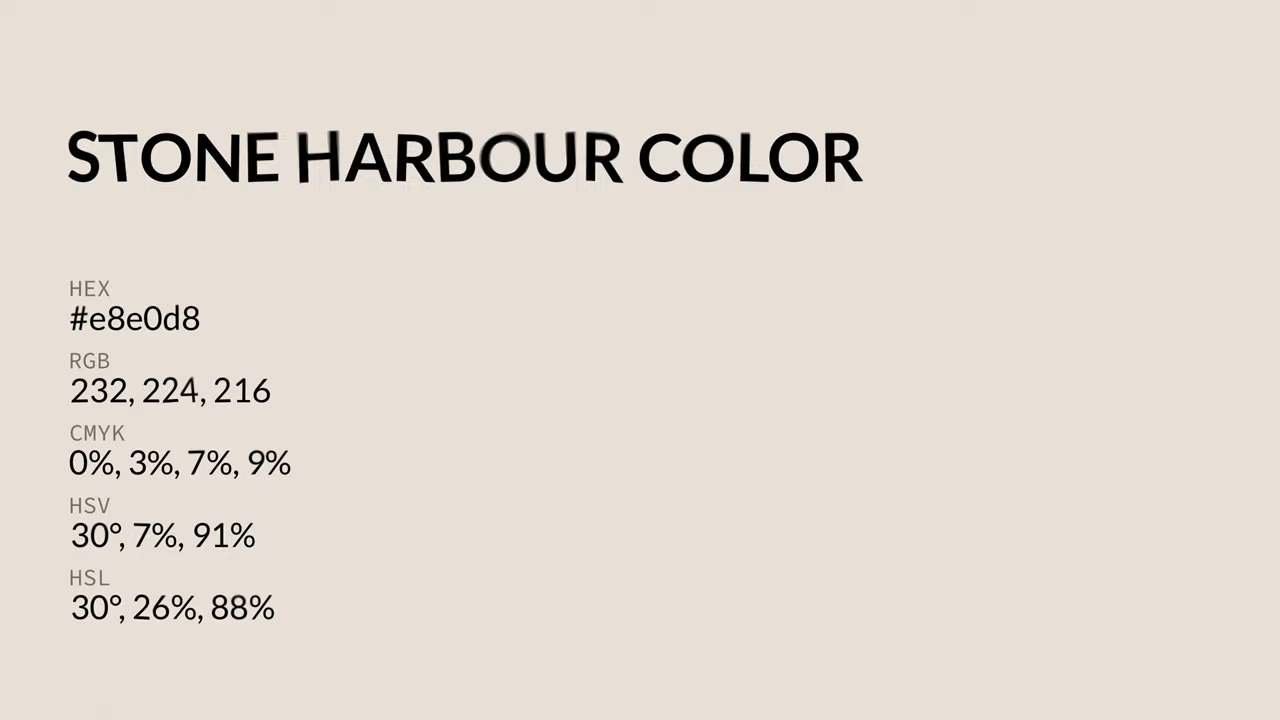 STONE HARBOUR COLOR
HEX
#e8e0d8
RGB
232, 224, 216
CMYK
0%, 3%, 7%, 9%
HSV
30°, 7%, 91%
HSL
30°, 26%, 88%